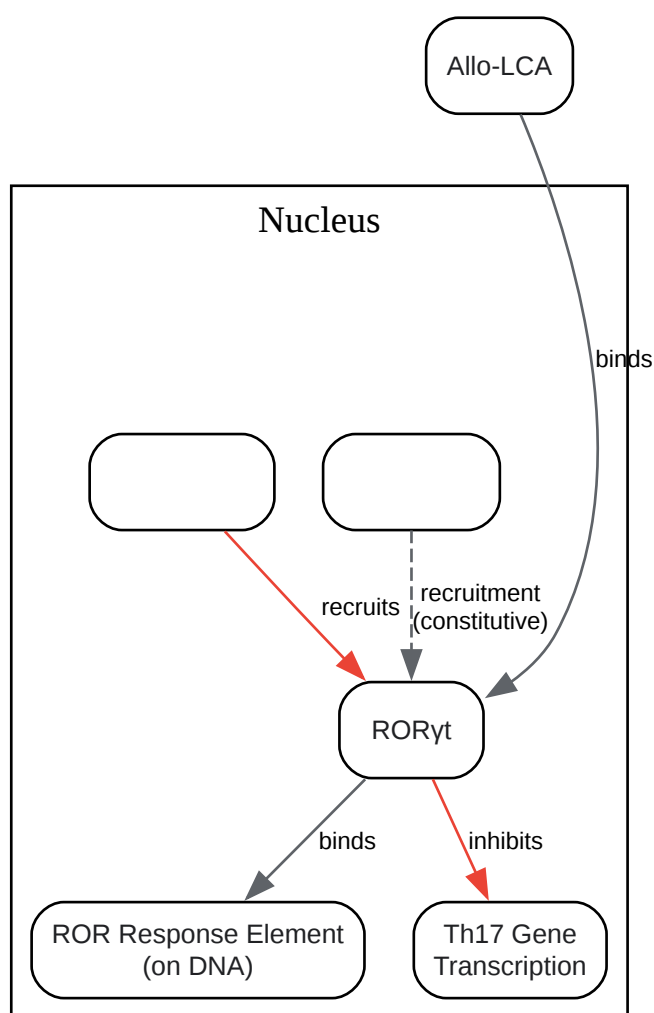 Allo-LCA
Nucleus
binds
recruits
recruitment
(constitutive)
RORγt
binds
inhibits
ROR Response Element
(on DNA)
Th17 Gene
Transcription